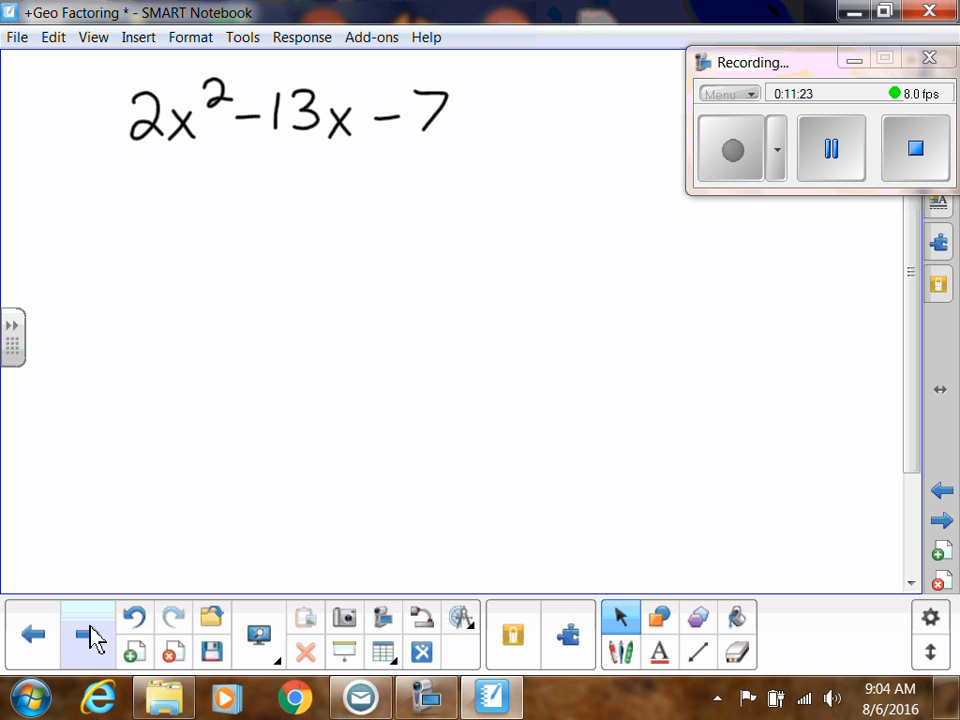 +Geo Factoring * - SMART Notebook
File Edit View Insert Format Tools Response Add-ons Help
2x²-13x-7
Recording...
Menu 0:11:23 8.0 fps
9:04 AM
8/6/2016